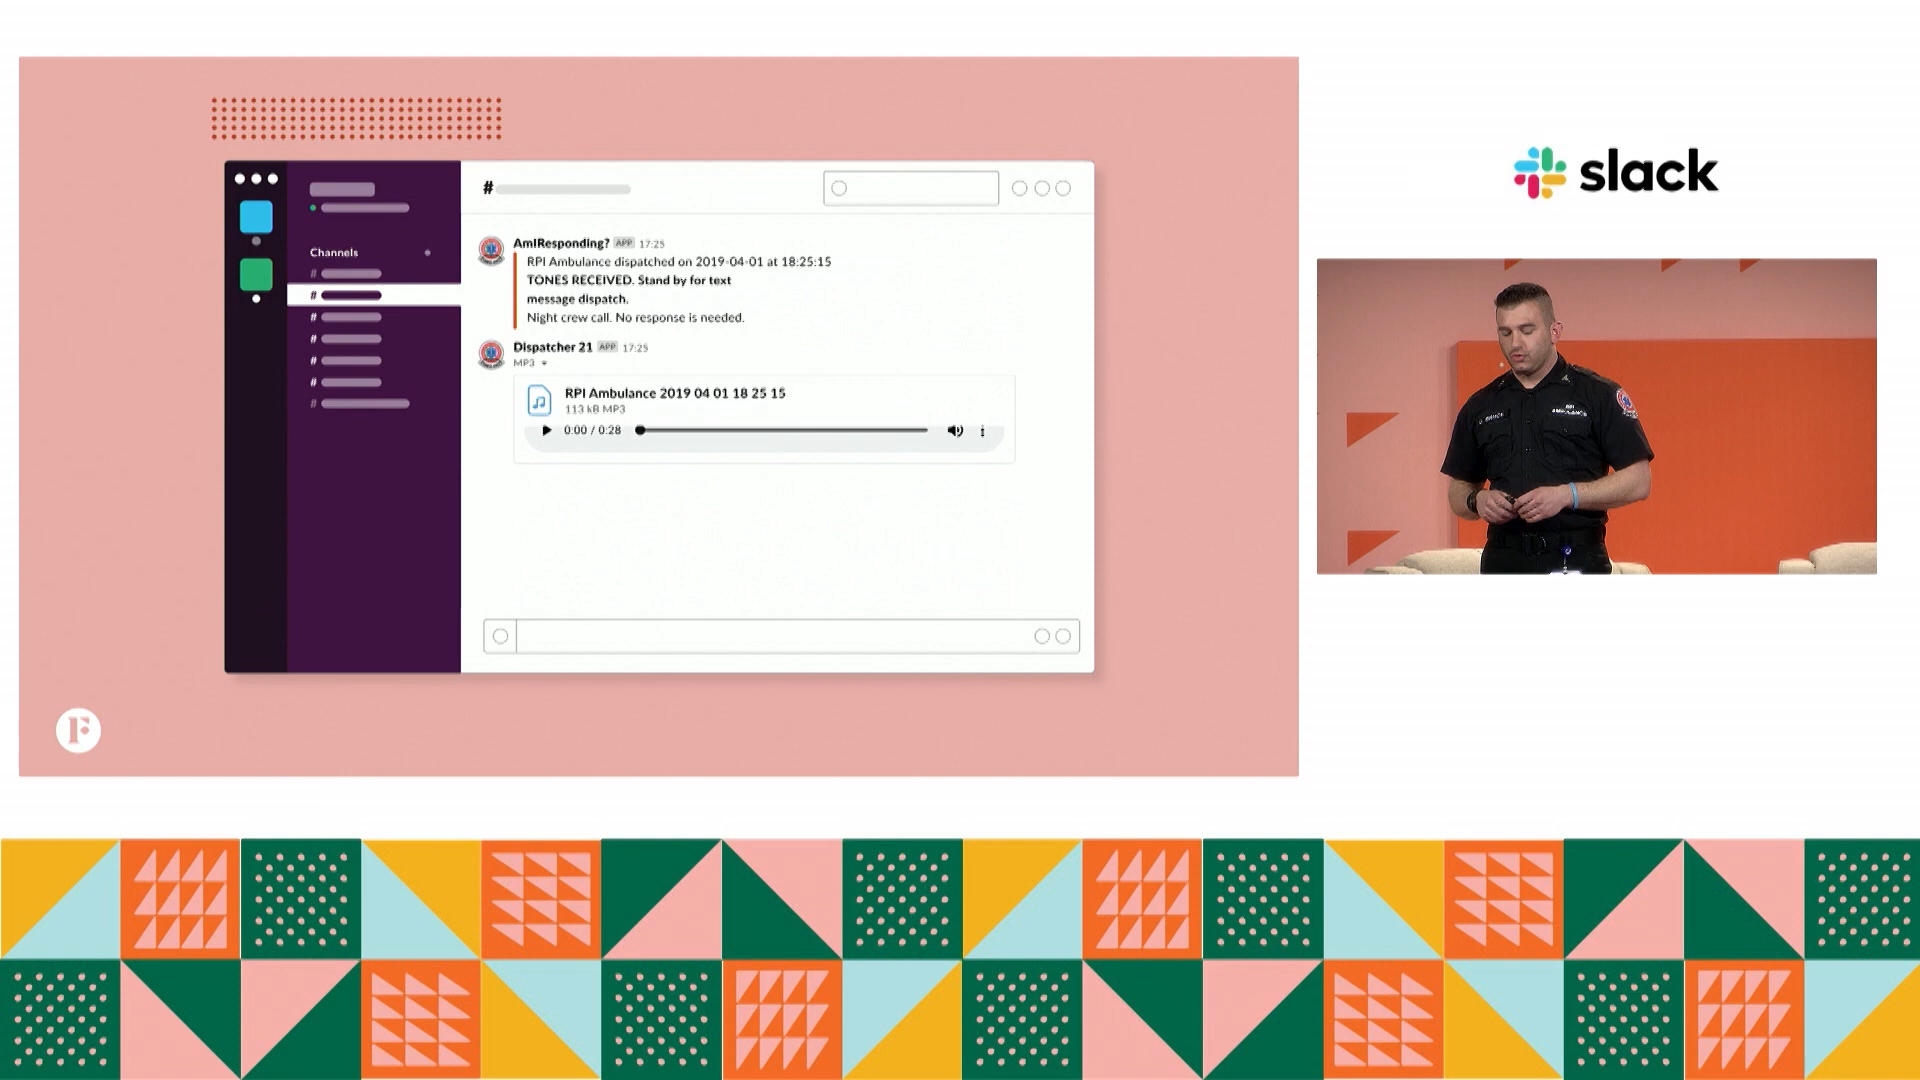 slack
#
AmIResponding? APP 17:25
RPI Ambulance dispatched on 2019-04-01 at 18:25:15
TONES RECEIVED. Stand by for text
message dispatch.
Night crew call. No response is needed.
Channels
#
#
#
#
#
#
#
Dispatcher 21 APP 17:25
MP3
RPI Ambulance 2019 04 01 18 25 15
113 kB MP3
0:00 / 0:28
F
RPI
AMBULANCE